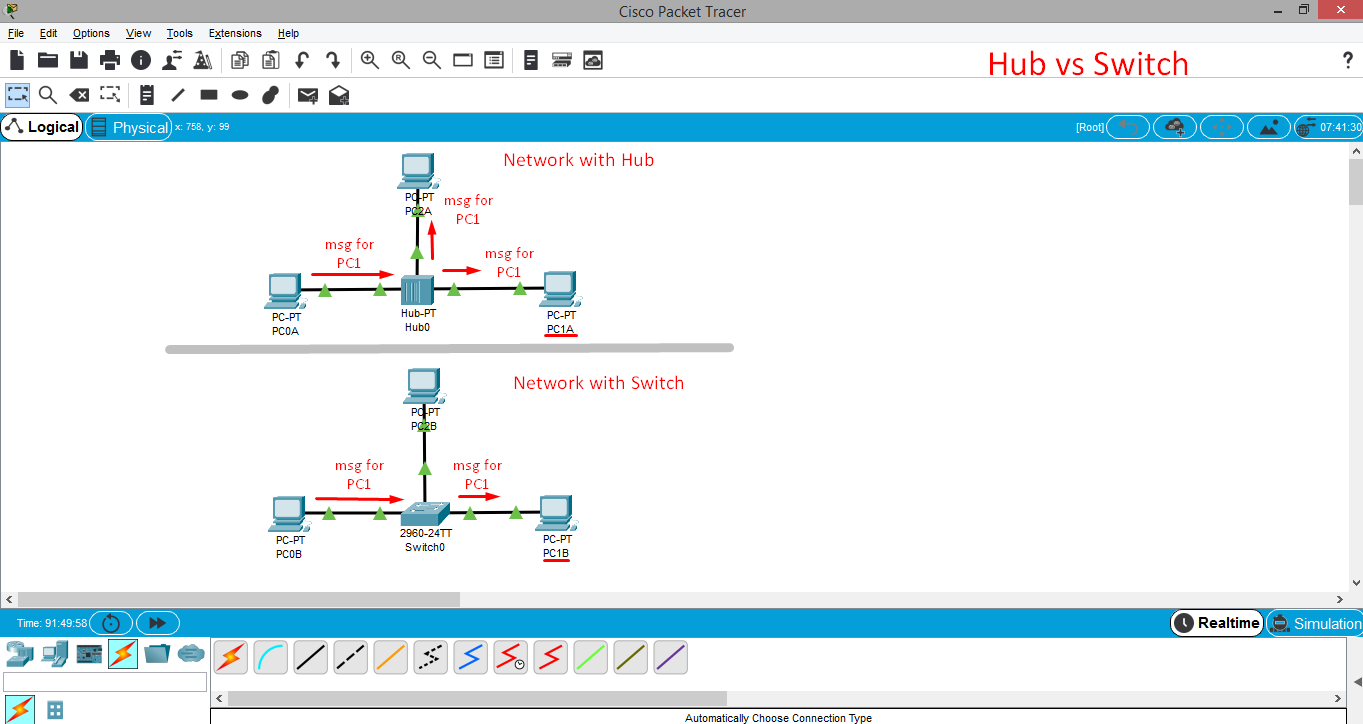 Cisco Packet Tracer
File Edit Options View Tools Extensions Help
Hub vs Switch
?
Logical Physical x: 758, y: 99 [Root] 07:41:30
Network with Hub
PC-PT
PC2A
msg for
PC1
msg for
PC1
msg for
PC1
PC-PT
PC0A
Hub-PT
Hub0
PC-PT
PC1A
Network with Switch
PC-PT
PC2B
msg for
PC1
msg for
PC1
PC-PT
PC0B
2960-24TT
Switch0
PC-PT
PC1B
Time: 91:49:58 Realtime Simulation
Automatically Choose Connection Type